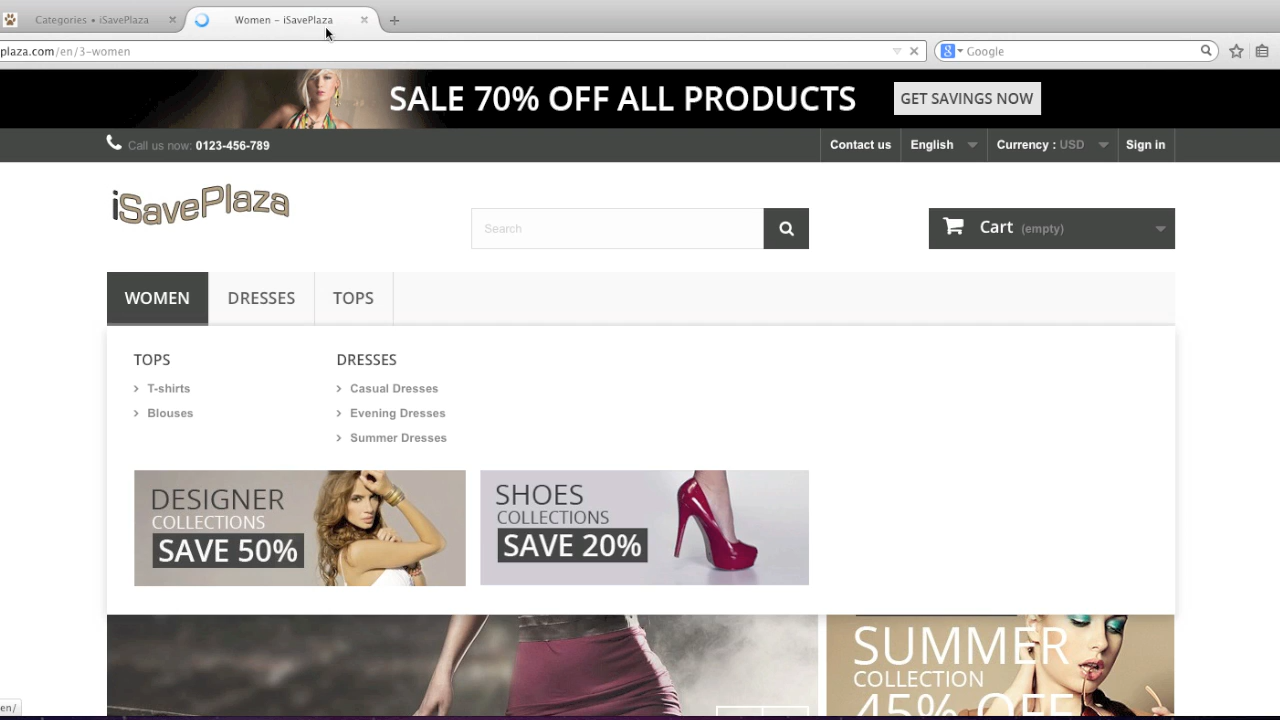 Categories • iSavePlaza
Women - iSavePlaza
plaza.com/en/3-women
Google
SALE 70% OFF ALL PRODUCTS
GET SAVINGS NOW
Call us now: 0123-456-789
Contact us
English
Currency : USD
Sign in
iSavePlaza
Search
Cart (empty)
WOMEN
DRESSES
TOPS
TOPS
T-shirts
Blouses
DRESSES
Casual Dresses
Evening Dresses
Summer Dresses
DESIGNER
COLLECTIONS
SAVE 50%
SHOES
COLLECTIONS
SAVE 20%
SUMMER
COLLECTION
45% OFF
en/